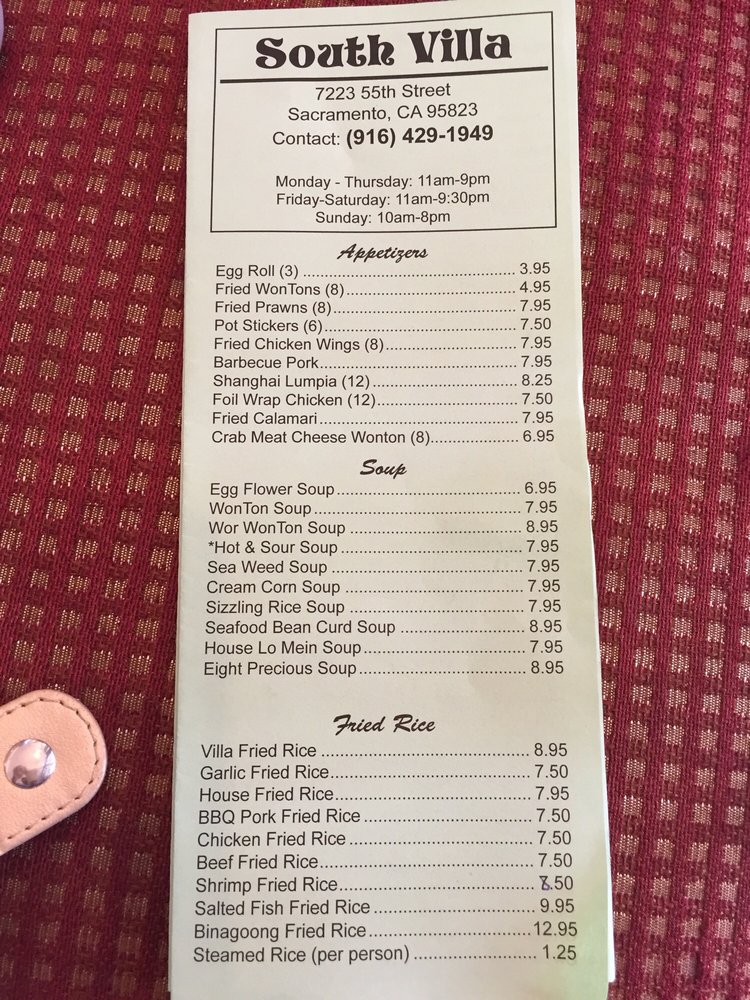 South Villa
7223 55th Street
Sacramento, CA 95823
Contact: (916) 429-1949
Monday - Thursday: 11am-9pm
Friday-Saturday: 11am-9:30pm
Sunday: 10am-8pm
Appetizers
Egg Roll (3) ................................................ 3.95
Fried WonTons (8)....................................... 4.95
Fried Prawns (8).......................................... 7.95
Pot Stickers (6)............................................ 7.50
Fried Chicken Wings (8).............................. 7.95
Barbecue Pork............................................. 7.95
Shanghai Lumpia (12)................................. 8.25
Foil Wrap Chicken (12)................................ 7.50
Fried Calamari............................................. 7.95
Crab Meat Cheese Wonton (8).................... 6.95
Soup
Egg Flower Soup......................................... 6.95
WonTon Soup.............................................. 7.95
Wor WonTon Soup ...................................... 8.95
*Hot & Sour Soup ........................................ 7.95
Sea Weed Soup .......................................... 7.95
Cream Corn Soup ....................................... 7.95
Sizzling Rice Soup ...................................... 7.95
Seafood Bean Curd Soup ........................... 8.95
House Lo Mein Soup................................... 7.95
Eight Precious Soup.................................... 8.95
Fried Rice
Villa Fried Rice ............................................ 8.95
Garlic Fried Rice.......................................... 7.50
House Fried Rice......................................... 7.95
BBQ Pork Fried Rice ................................... 7.50
Chicken Fried Rice ...................................... 7.50
Beef Fried Rice............................................ 7.50
Shrimp Fried Rice........................................ .50
Salted Fish Fried Rice ................................. 9.95
Binagoong Fried Rice..................................12.95
Steamed Rice (per person) ......................... 1.25